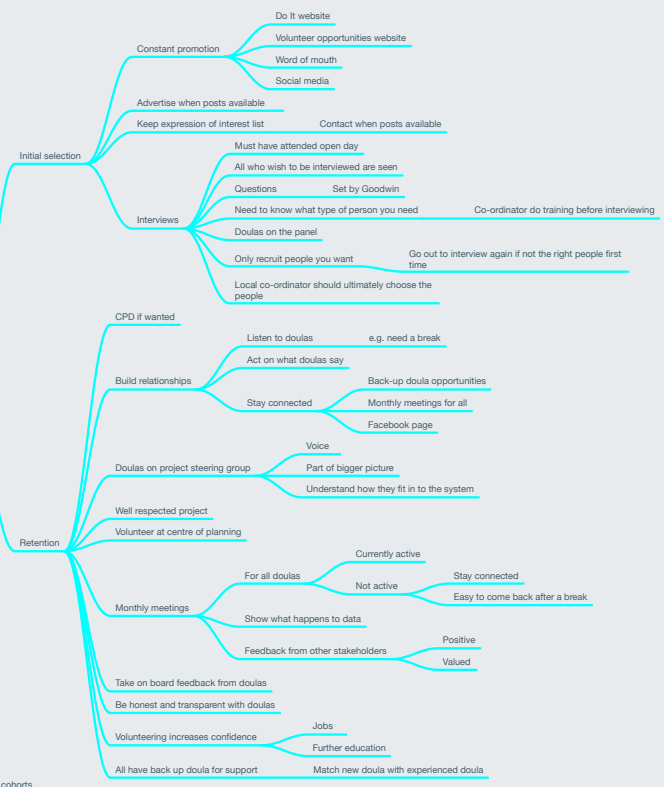 Do It website
Constant promotion
Volunteer opportunities website
Word of mouth
Social media
Advertise when posts available
Keep expression of interest list
Contact when posts available
Initial selection
Must have attended open day
All who wish to be interviewed are seen
Questions
Set by Goodwin
Need to know what type of person you need
Co-ordinator do training before interviewing
Interviews
Doulas on the panel
Only recruit people you want
Go out to interview again if not the right people first
time
Local co-ordinator should ultimately choose the
people
CPD if wanted
Listen to doulas
e.g. need a break
Build relationships
Act on what doulas say
Stay connected
Back-up doula opportunities
Monthly meetings for all
Facebook page
Doulas on project steering group
Voice
Part of bigger picture
Understand how they fit in to the system
Well respected project
Volunteer at centre of planning
Retention
Monthly meetings
For all doulas
Currently active
Not active
Stay connected
Easy to come back after a break
Show what happens to data
Feedback from other stakeholders
Positive
Valued
Take on board feedback from doulas
Be honest and transparent with doulas
Volunteering increases confidence
Jobs
Further education
All have back up doula for support
Match new doula with experienced doula
cohorts